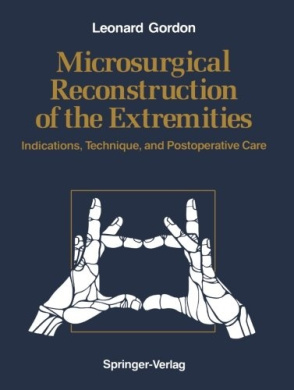 Leonard Gordon
Microsurgical
Reconstruction
of the Extremities
Indications, Technique, and Postoperative Care
Springer-Verlag